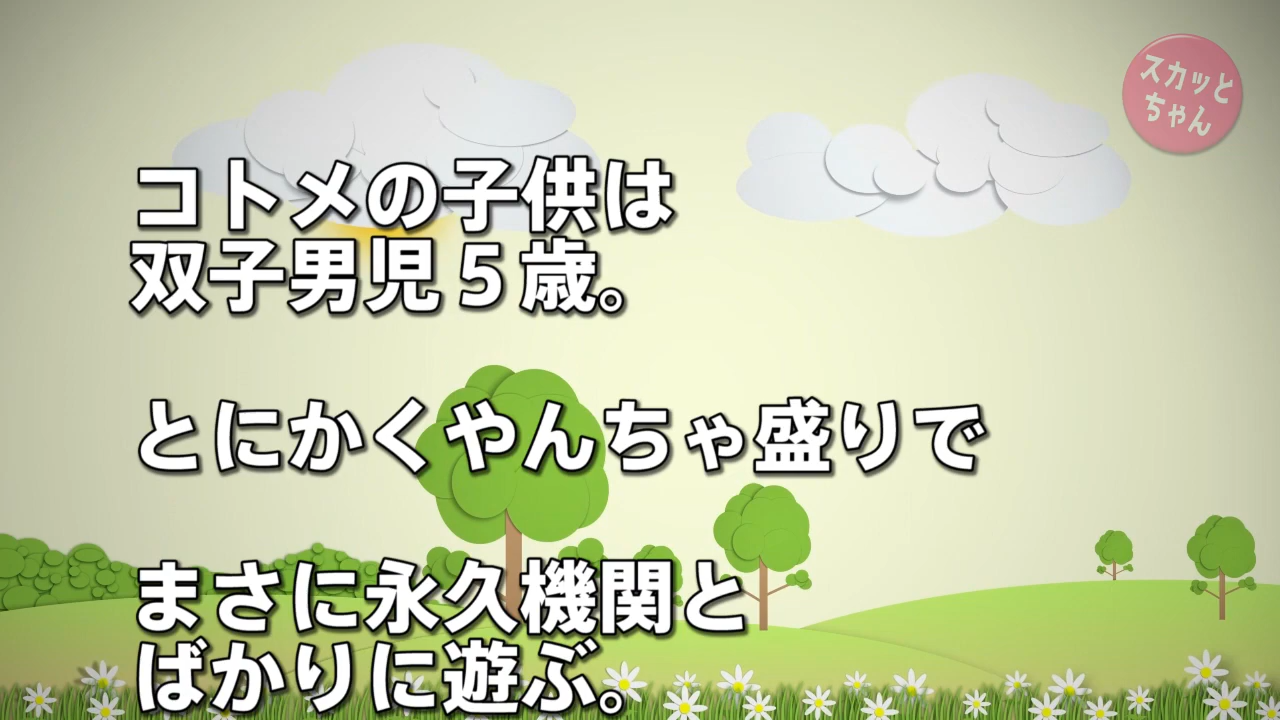 スカッと
ちゃん
コトメの子供は
双子男児５歳。
とにかくやんちゃ盛りで
まさに永久機関と
ばかりに遊ぶ。